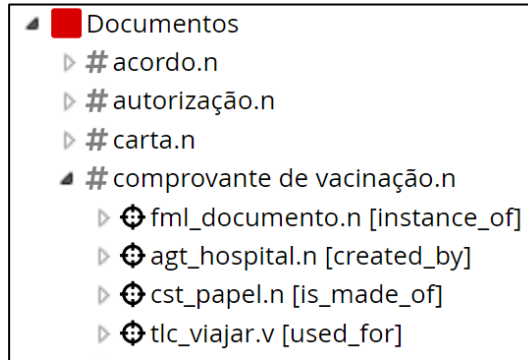 Documentos
# acordo.n
# autorização.n
# carta.n
# comprovante de vacinação.n
fml_documento.n [instance_of]
agt_hospital.n [created_by]
cst_papel.n [is_made_of]
tlc_viajar.v [used_for]